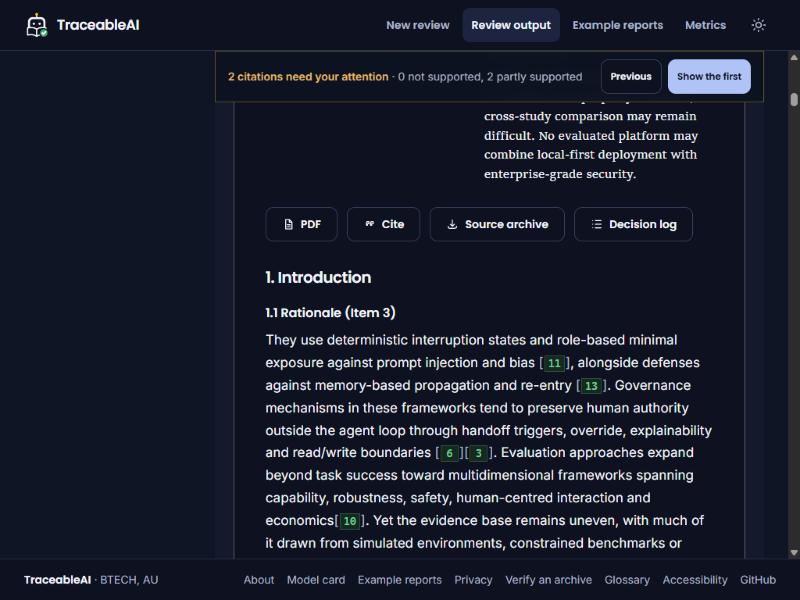 TraceableAI
New review
Review output
Example reports
Metrics
2 citations need your attention · 0 not supported, 2 partly supported
Previous
Show the first
cross-study comparison may remain
difficult. No evaluated platform may
combine local-first deployment with
enterprise-grade security.
PDF
Cite
Source archive
Decision log
1. Introduction
1.1 Rationale (Item 3)
They use deterministic interruption states and role-based minimal
exposure against prompt injection and bias [11], alongside defenses
against memory-based propagation and re-entry [13]. Governance
mechanisms in these frameworks tend to preserve human authority
outside the agent loop through handoff triggers, override, explainability
and read/write boundaries [6][3]. Evaluation approaches expand
beyond task success toward multidimensional frameworks spanning
capability, robustness, safety, human-centred interaction and
economics[10]. Yet the evidence base remains uneven, with much of
it drawn from simulated environments, constrained benchmarks or
TraceableAI · BTECH, AU
About
Model card
Example reports
Privacy
Verify an archive
Glossary
Accessibility
GitHub